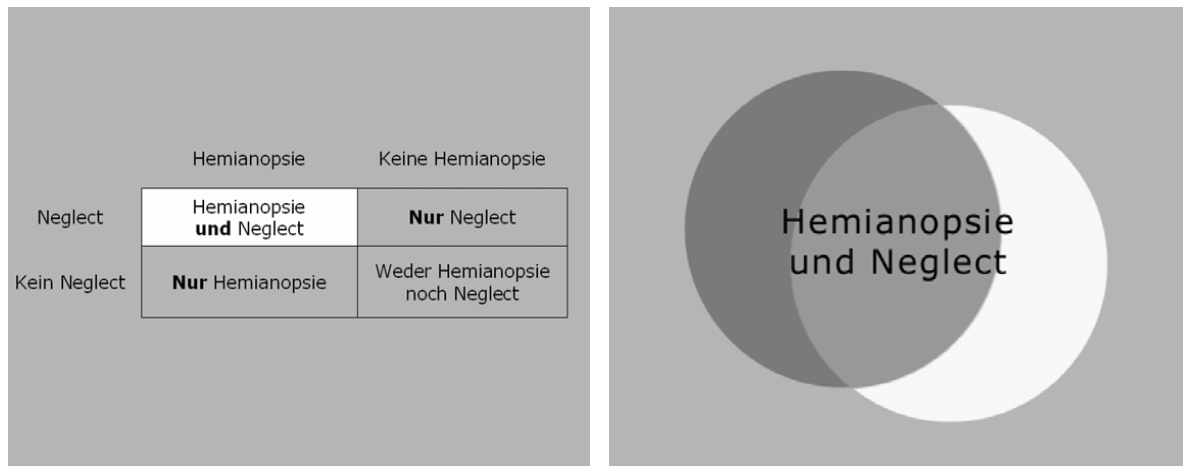 Hemianopsie
Keine Hemianopsie
Neglect
Hemianopsie
und Neglect
Nur Neglect
Kein Neglect
Nur Hemianopsie
Weder Hemianopsie
noch Neglect
Hemianopsie
und Neglect